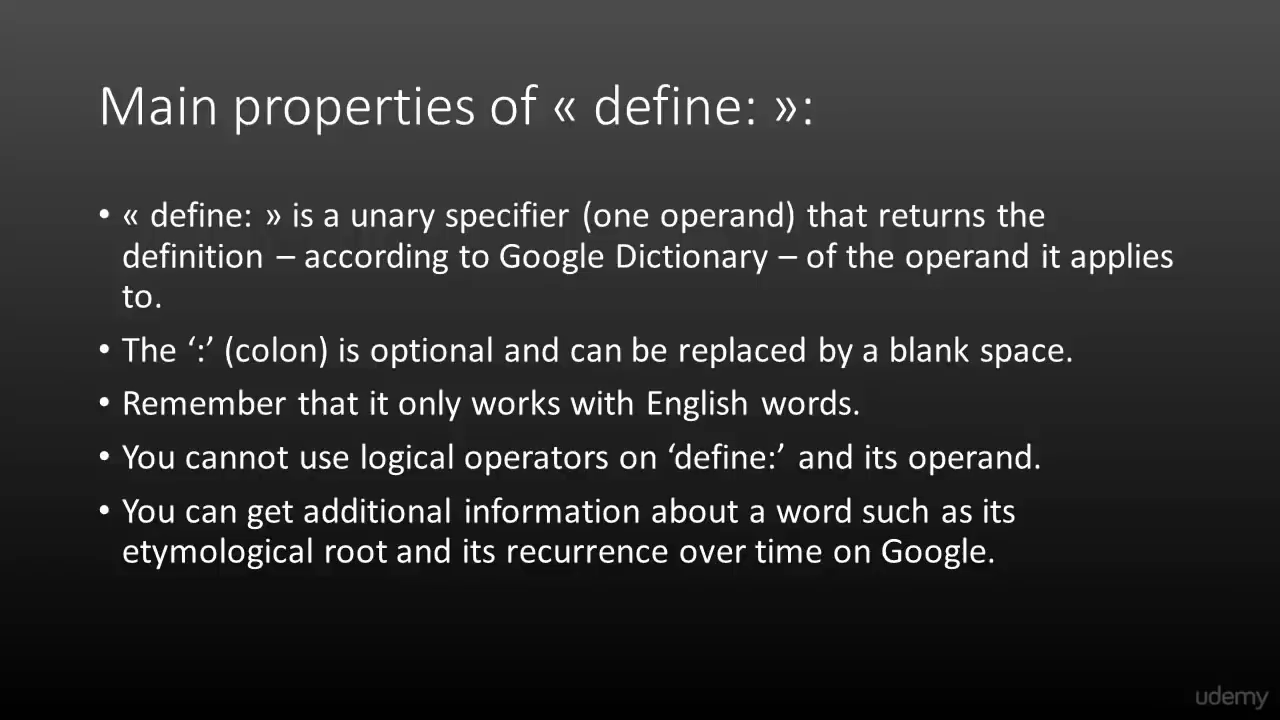 Main properties of « define: »:
• « define: » is a unary specifier (one operand) that returns the
definition – according to Google Dictionary – of the operand it applies
to.
• The ‘:’ (colon) is optional and can be replaced by a blank space.
• Remember that it only works with English words.
• You cannot use logical operators on ‘define:’ and its operand.
• You can get additional information about a word such as its
etymological root and its recurrence over time on Google.
udemy